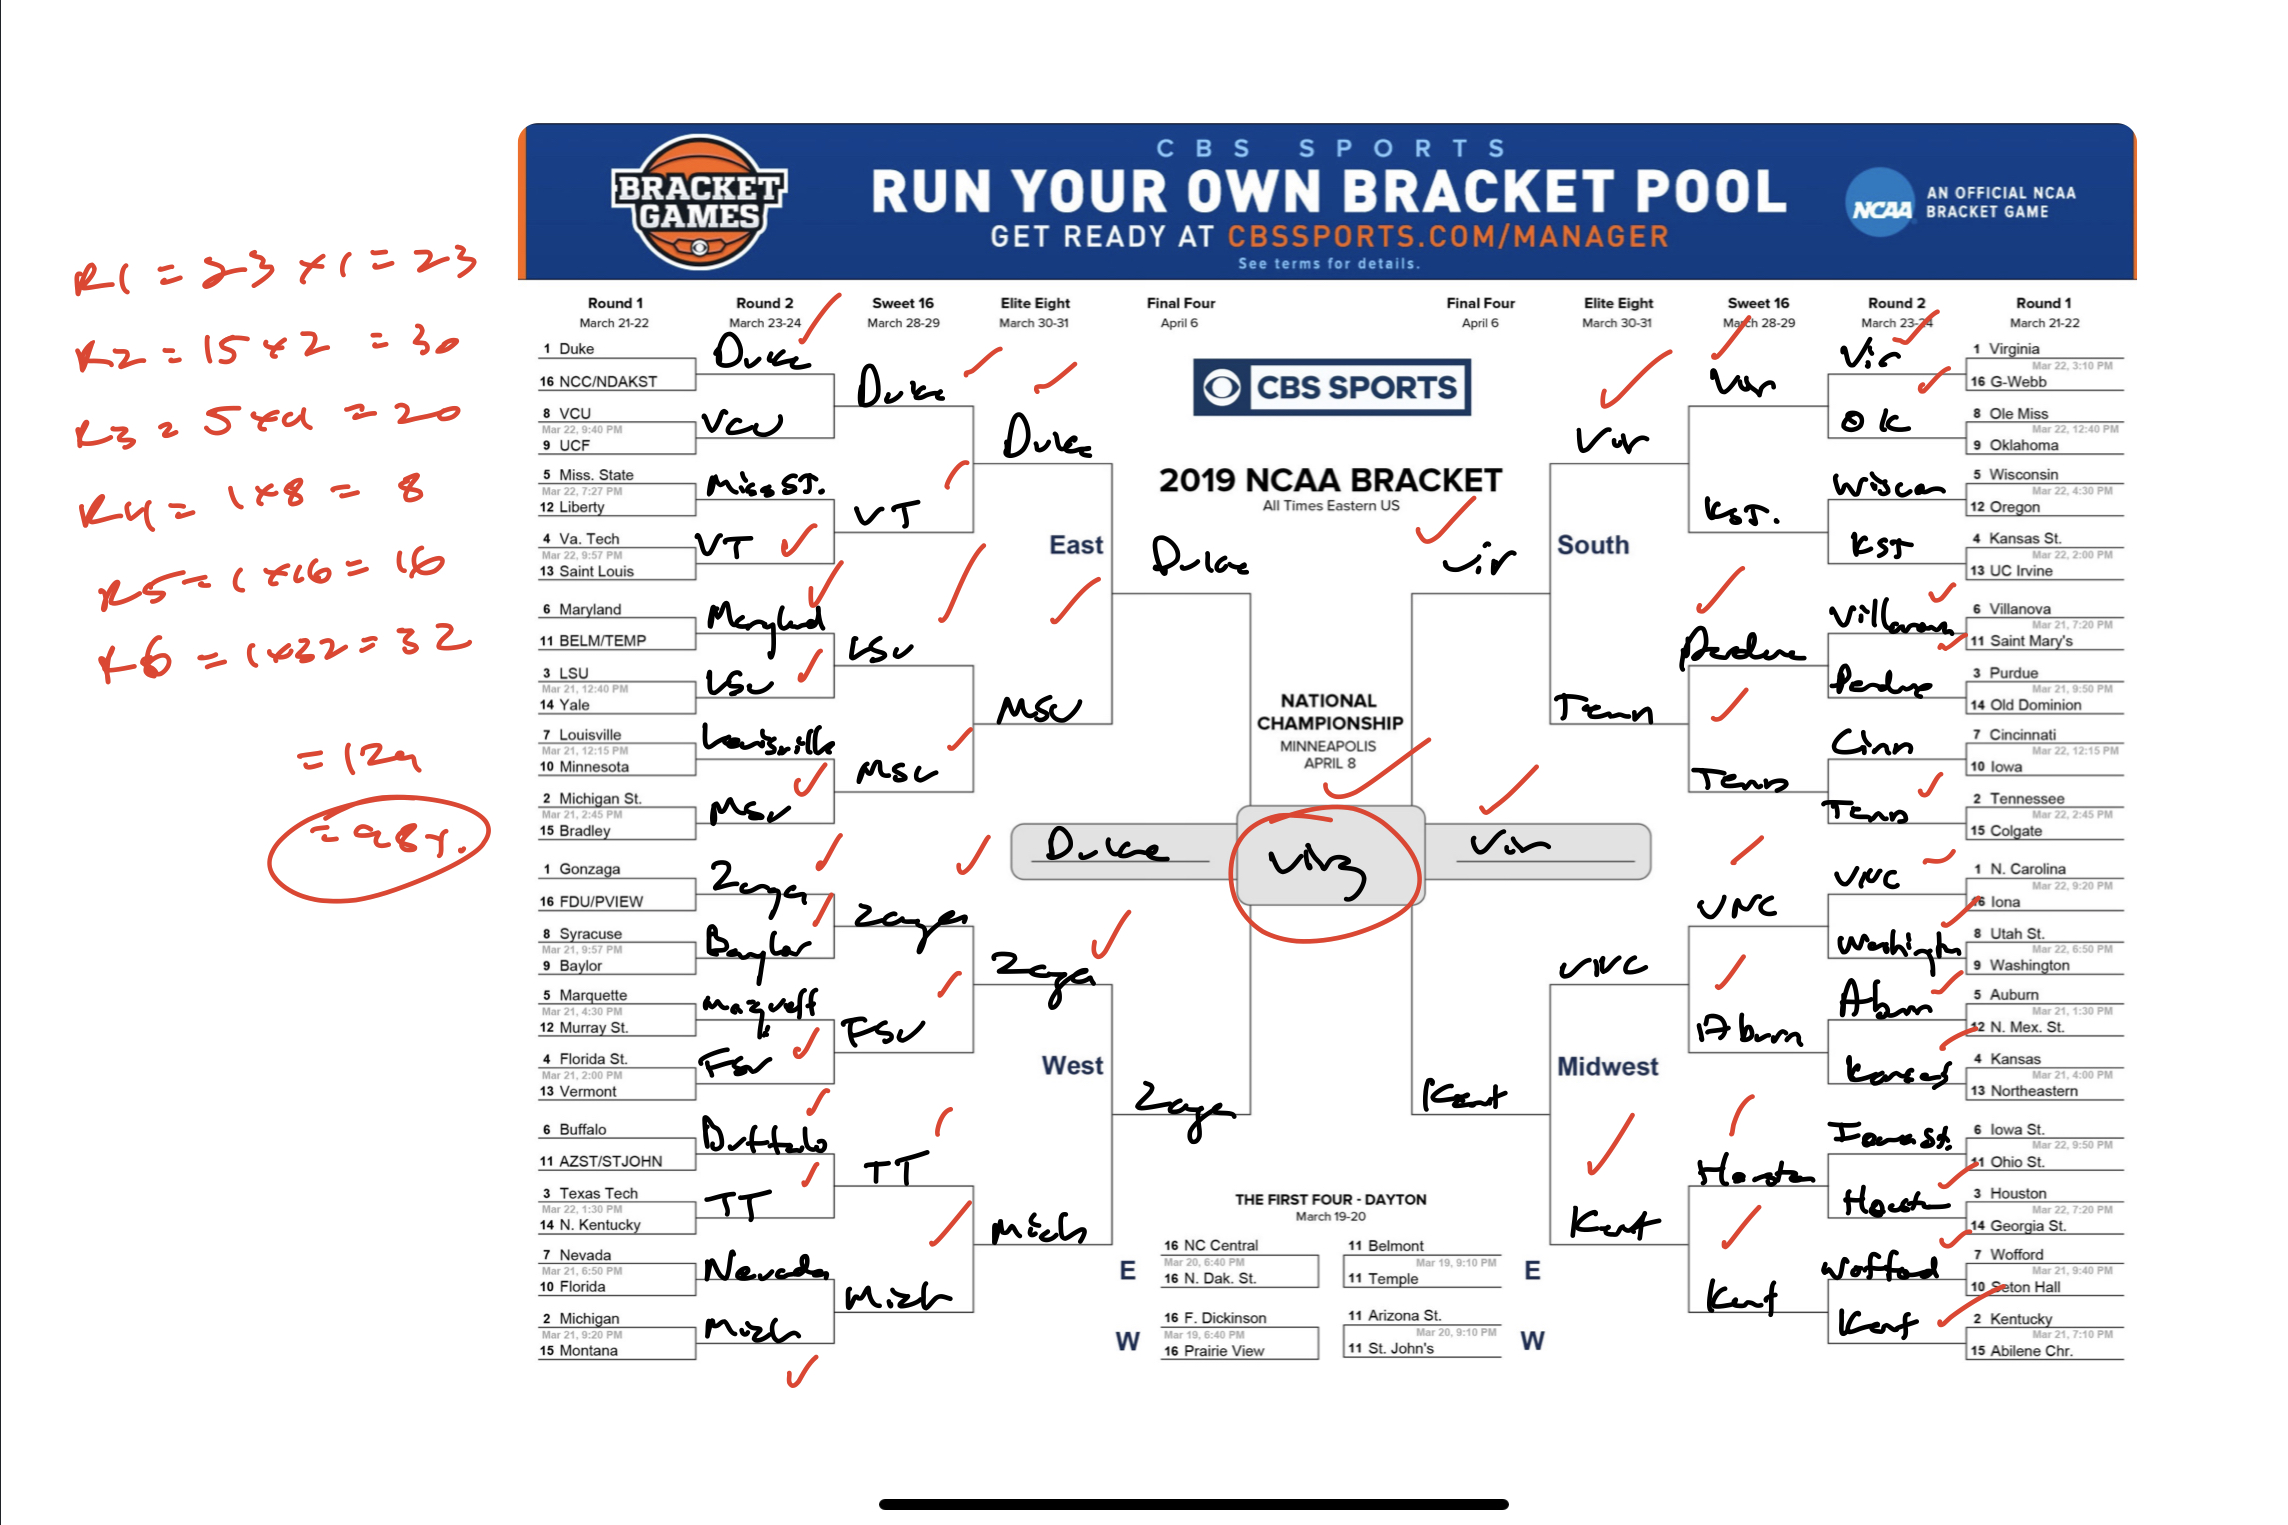 CBS SPORTS
BRACKET GAMES
RUN YOUR OWN BRACKET POOL
GET READY AT CBSSPORTS.COM/MANAGER
See terms for details.
NCAA
AN OFFICIAL NCAA
BRACKET GAME
R1 = 23 x 1 = 23
R2 = 15 x 2 = 30
R3 = 5 x 4 = 20
R4 = 1 x 8 = 8
R5 = 1 x 16 = 16
R6 = 1 x 32 = 32
= 129
= 98%.
Round 1 Round 2 Sweet 16 Elite Eight Final Four Final Four Elite Eight Sweet 16 Round 2 Round 1
March 21-22 March 23-24 March 28-29 March 30-31 April 6 April 6 March 30-31 March 28-29 March 23-24 March 21-22
1 Duke
16 NCC/NDAKST
8 VCU
Mar 22, 9:40 PM
9 UCF
5 Miss. State
Mar 22, 7:27 PM
12 Liberty
4 Va. Tech
Mar 22, 9:57 PM
13 Saint Louis
6 Maryland
11 BELM/TEMP
3 LSU
Mar 21, 12:40 PM
14 Yale
7 Louisville
Mar 21, 12:15 PM
10 Minnesota
2 Michigan St.
Mar 21, 2:45 PM
15 Bradley
1 Gonzaga
16 FDU/PVIEW
8 Syracuse
Mar 21, 9:57 PM
9 Baylor
5 Marquette
Mar 21, 4:30 PM
12 Murray St.
4 Florida St.
Mar 21, 2:00 PM
13 Vermont
6 Buffalo
11 AZST/STJOHN
3 Texas Tech
Mar 22, 1:30 PM
14 N. Kentucky
7 Nevada
Mar 21, 6:50 PM
10 Florida
2 Michigan
Mar 21, 9:20 PM
15 Montana
Duke
VCU
Miss ST.
VT
Maryland
LSU
Louisville
MSU
Zaga
Baylor
FSU
Buffalo
TT
Nevada
Mich
Duke
VT
LSU
MSU
Zaga
FSU
TT
Mich
Duke
MSU
Zaga
Mich
East
West
Duke
Zaga
CBS SPORTS
2019 NCAA BRACKET
All Times Eastern US
NATIONAL
CHAMPIONSHIP
MINNEAPOLIS
APRIL 8
Duke
Virg
Vir
THE FIRST FOUR - DAYTON
March 19-20
E
16 NC Central
Mar 20, 6:40 PM
16 N. Dak. St.
11 Belmont
Mar 19, 9:10 PM
11 Temple
E
W
16 F. Dickinson
Mar 19, 6:40 PM
16 Prairie View
11 Arizona St.
Mar 20, 9:10 PM
11 St. John's
W
Vir
Kent
South
Midwest
Vir
Tenn
UNC
Kent
Vir
KST.
Purdue
Tenn
UNC
Aburn
Houston
Kent
Vir
OK
Wiscon
KST
Villanova
Purdue
Cinn
Tenn
UNC
Washington
Aburn
Kansas
Iowa St.
Houston
Wofford
Kent
1 Virginia
Mar 22, 3:10 PM
16 G-Webb
8 Ole Miss
Mar 22, 12:40 PM
9 Oklahoma
5 Wisconsin
Mar 22, 4:30 PM
12 Oregon
4 Kansas St.
Mar 22, 2:00 PM
13 UC Irvine
6 Villanova
Mar 21, 7:20 PM
11 Saint Mary's
3 Purdue
Mar 21, 9:50 PM
14 Old Dominion
7 Cincinnati
Mar 22, 12:15 PM
10 Iowa
2 Tennessee
Mar 22, 2:45 PM
15 Colgate
1 N. Carolina
Mar 22, 9:20 PM
16 Iona
8 Utah St.
Mar 22, 6:50 PM
9 Washington
5 Auburn
Mar 21, 1:30 PM
12 N. Mex. St.
4 Kansas
Mar 21, 4:00 PM
13 Northeastern
6 Iowa St.
Mar 22, 9:50 PM
11 Ohio St.
3 Houston
Mar 22, 7:20 PM
14 Georgia St.
7 Wofford
Mar 21, 9:40 PM
10 Seton Hall
2 Kentucky
Mar 21, 7:10 PM
15 Abilene Chr.